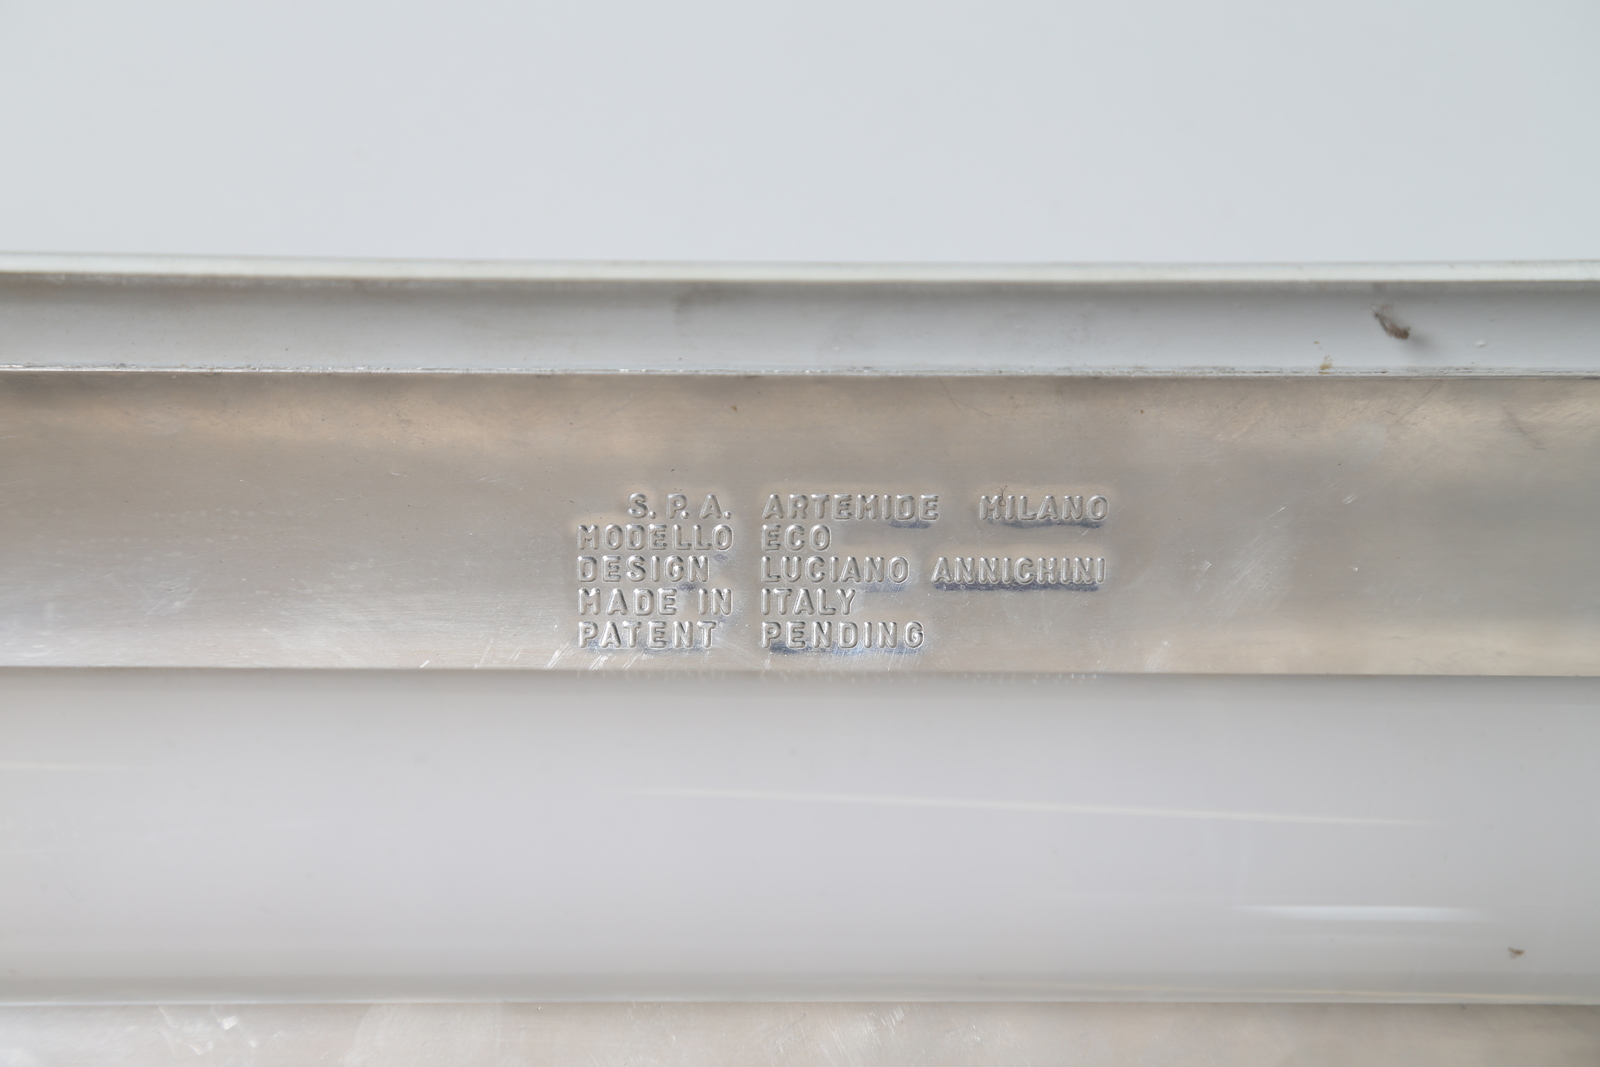 S.P.A. ARTEMIDE MILANO
MODELLO ECO
DESIGN LUCIANO ANNICHINI
MADE IN ITALY
PATENT PENDING